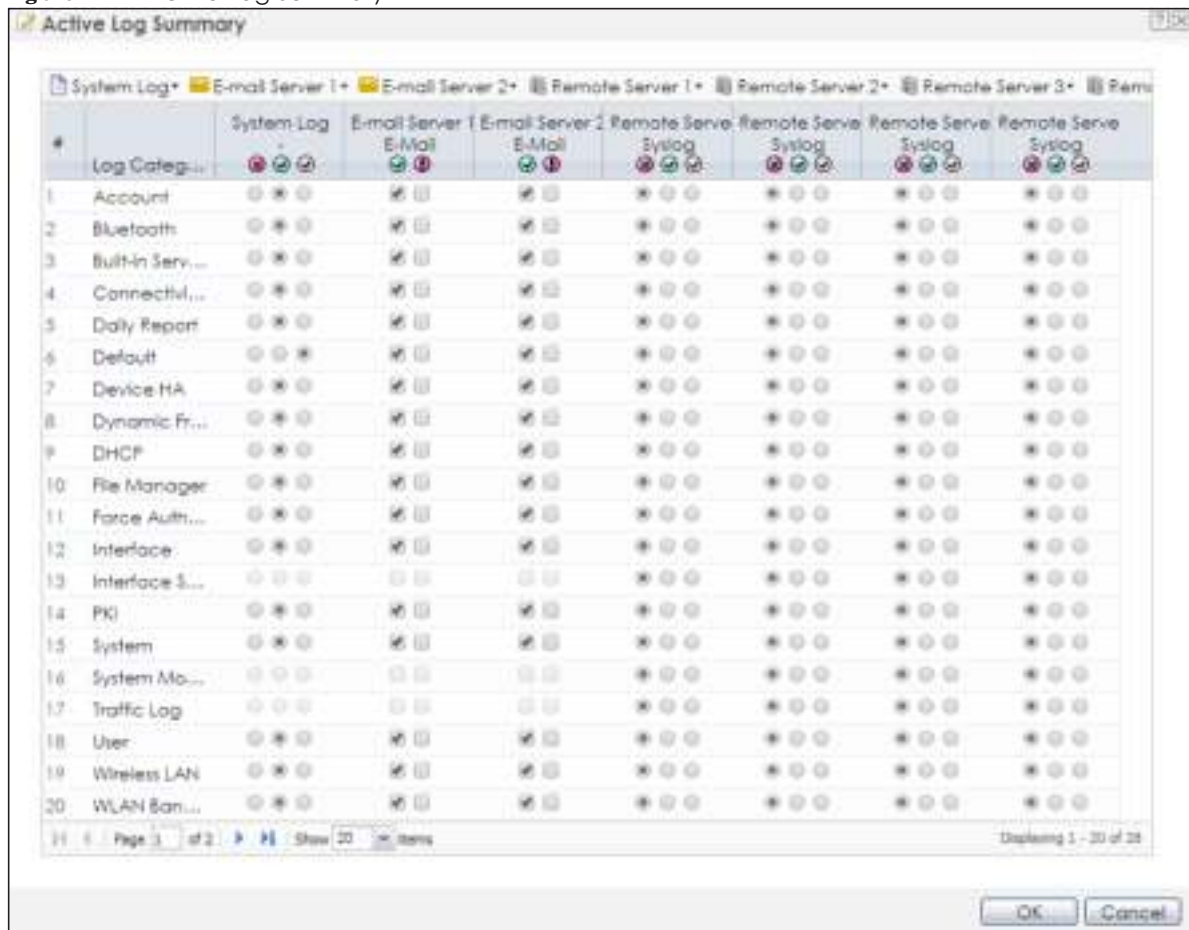 Active Log Summary
System Log E-mail Server 1 E-mail Server 2 Remote Server 1 Remote Server 2 Remote Server 3 Rem
# Log Categ... System Log - E-mail Server 1 E-Mail E-mail Server 2 E-Mail Remote Serve Syslog Remote Serve Syslog Remote Serve Syslog Remote Serve Syslog
1 Account
2 Bluetooth
3 Built-in Serv...
4 Connectivi...
5 Daily Report
6 Default
7 Device HA
8 Dynamic Fr...
9 DHCP
10 File Manager
11 Force Auth...
12 Interface
13 Interface S...
14 PKI
15 System
16 System Mo...
17 Traffic Log
18 User
19 Wireless LAN
20 WLAN Ban...
Page 1 of 2 Show 20 items Displaying 1 - 20 of 28
OK Cancel